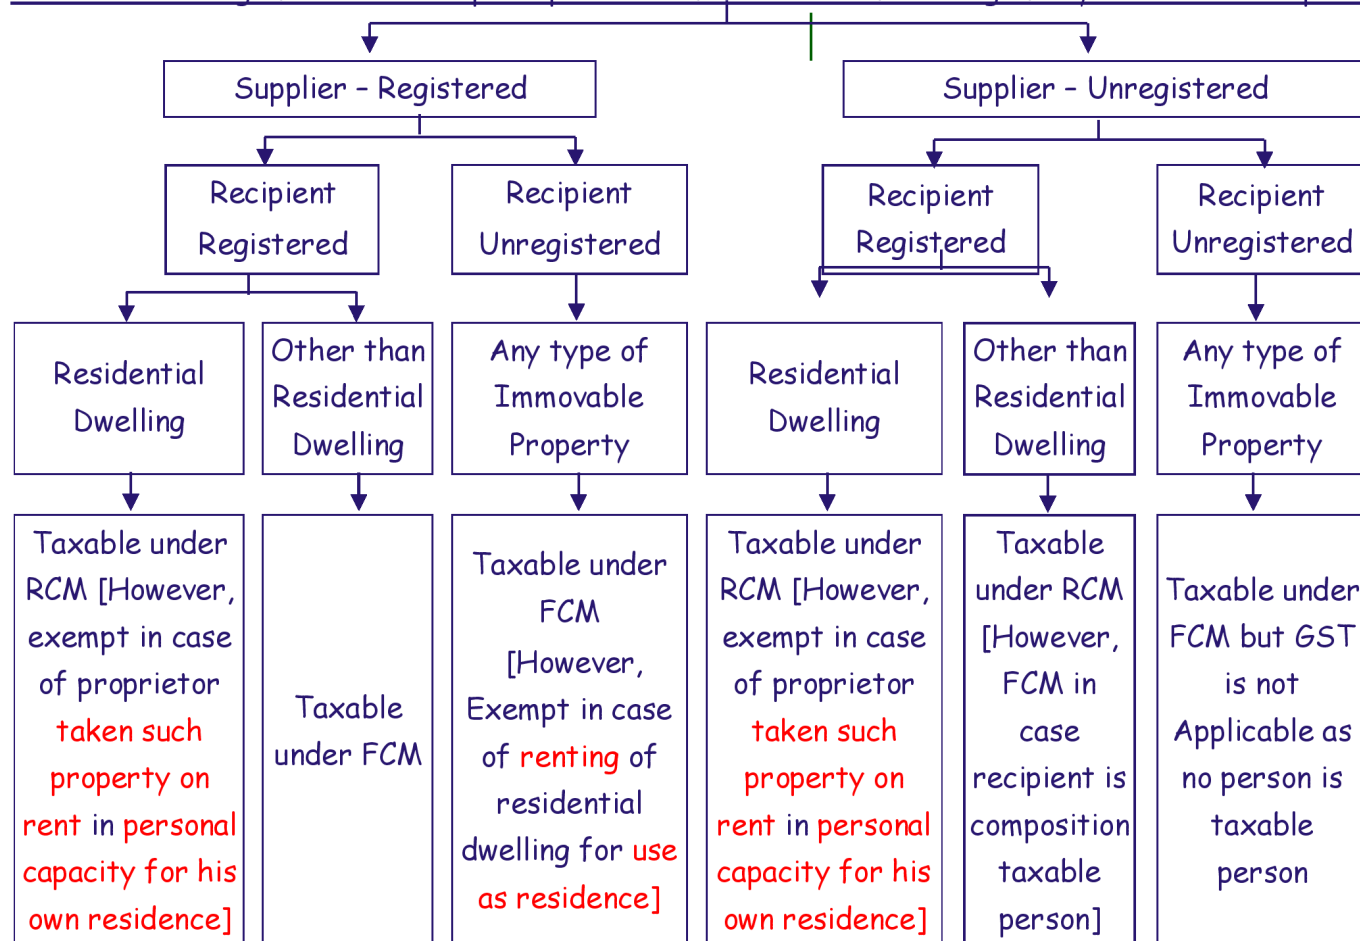 Supplier – Registered
Supplier – Unregistered
Recipient
Registered
Recipient
Unregistered
Recipient
Registered
Recipient
Unregistered
Residential
Dwelling
Other than
Residential
Dwelling
Any type of
Immovable
Property
Residential
Dwelling
Other than
Residential
Dwelling
Any type of
Immovable
Property
Taxable under
RCM [However,
exempt in case
of proprietor
taken such
property on
rent in personal
capacity for his
own residence]
Taxable
under FCM
Taxable under
FCM
[However,
Exempt in case
of renting of
residential
dwelling for use
as residence]
Taxable under
RCM [However,
exempt in case
of proprietor
taken such
property on
rent in personal
capacity for his
own residence]
Taxable
under RCM
[However,
FCM in
case
recipient is
composition
taxable
person]
Taxable under
FCM but GST
is not
Applicable as
no person is
taxable
person